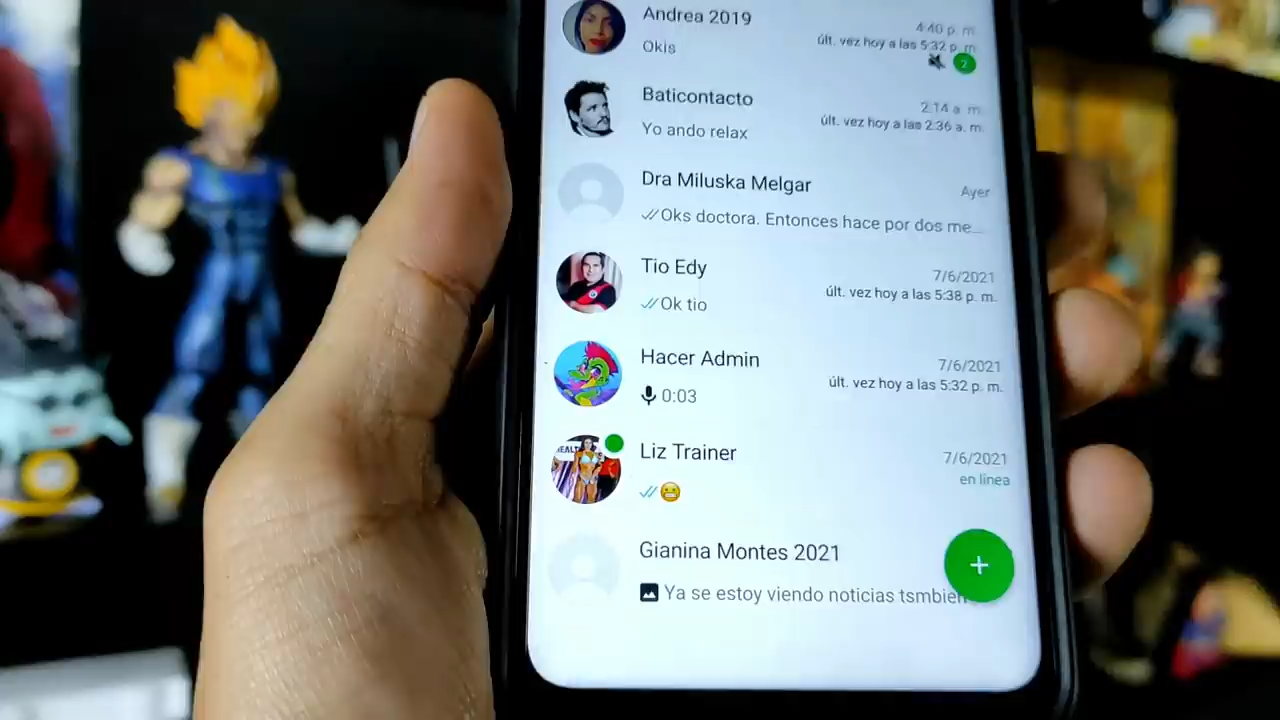 Andrea 2019
4:40 p. m.
Okis
últ. vez hoy a las 5:32 p. m.
2
Baticontacto
2:14 a. m.
Yo ando relax
últ. vez hoy a las 2:36 a. m.
Dra Miluska Melgar
Ayer
Oks doctora. Entonces hace por dos me...
Tio Edy
7/6/2021
últ. vez hoy a las 5:38 p. m.
Ok tio
Hacer Admin
7/6/2021
últ. vez hoy a las 5:32 p. m.
0:03
Liz Trainer
7/6/2021
en línea
😬
Gianina Montes 2021
+
Ya se estoy viendo noticias tsmbien